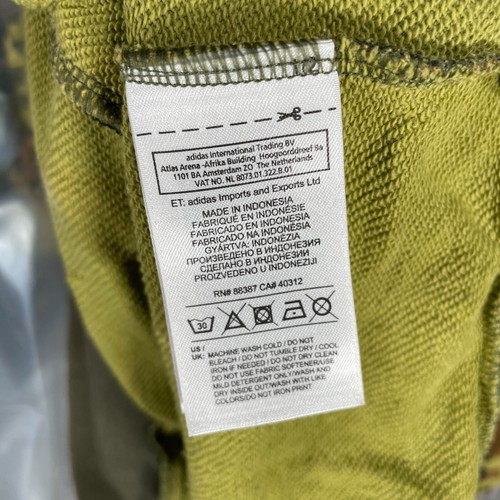 adidas International Trading BV
Atlas Arena -Afrika Building Hoogoorddreef 9a
1101 BA Amsterdam ZO The Netherlands
VAT NO. NL 8073.01.322.B.01
ET: adidas Imports and Exports Ltd
MADE IN INDONESIA
FABRIQUÉ EN INDONÉSIE
FABRICADO EN INDONESIA
FABRICADO NA INDONÉSIA
GYÁRTVA: INDONÉZIA
ПРОИЗВЕДЕНО В ИНДОНЕЗИЯ
СДЕЛАНО В ИНДОНЕЗИИ
PROIZVEDENO U INDONEZIJI
RN# 88387 CA# 40312
30
US /
UK: MACHINE WASH COLD / DO NOT
BLEACH / DO NOT TUMBLE DRY / COOL
IRON IF NEEDED / DO NOT DRY CLEAN
DO NOT USE FABRIC SOFTENER/USE
MILD DETERGENT ONLY/WASH AND
DRY INSIDE OUT/WASH WITH LIKE
COLORS/DO NOT IRON PRINT